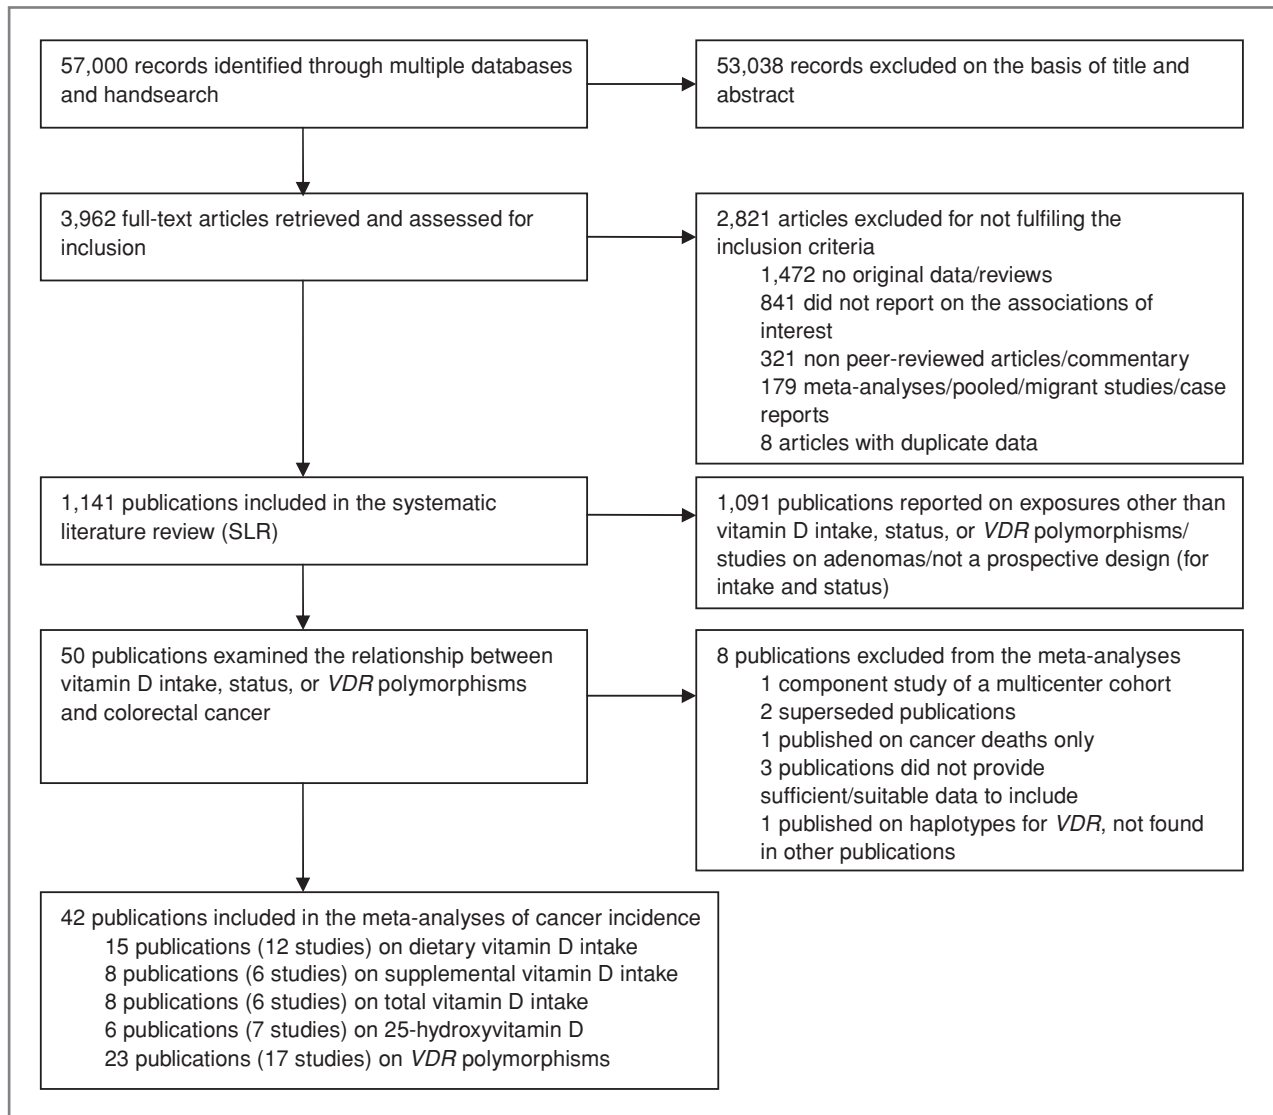 57,000 records identified through multiple databases
and handsearch
53,038 records excluded on the basis of title and
abstract
3,962 full-text articles retrieved and assessed for
inclusion
2,821 articles excluded for not fulfiling the
inclusion criteria
1,472 no original data/reviews
841 did not report on the associations of
interest
321 non peer-reviewed articles/commentary
179 meta-analyses/pooled/migrant studies/case
reports
8 articles with duplicate data
1,141 publications included in the systematic
literature review (SLR)
1,091 publications reported on exposures other than
vitamin D intake, status, or VDR polymorphisms/
studies on adenomas/not a prospective design (for
intake and status)
50 publications examined the relationship between
vitamin D intake, status, or VDR polymorphisms
and colorectal cancer
8 publications excluded from the meta-analyses
1 component study of a multicenter cohort
2 superseded publications
1 published on cancer deaths only
3 publications did not provide
sufficient/suitable data to include
1 published on haplotypes for VDR, not found
in other publications
42 publications included in the meta-analyses of cancer incidence
15 publications (12 studies) on dietary vitamin D intake
8 publications (6 studies) on supplemental vitamin D intake
8 publications (6 studies) on total vitamin D intake
6 publications (7 studies) on 25-hydroxyvitamin D
23 publications (17 studies) on VDR polymorphisms